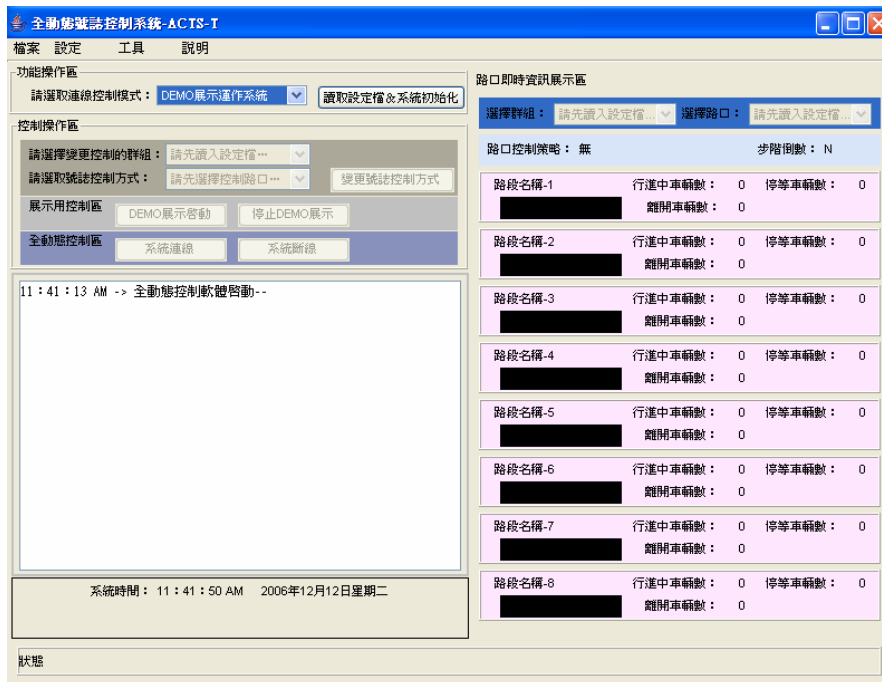 全動態號誌控制系統-ACTS-T
檔案 設定 工具 說明
功能操作區
請選取連線控制模式： DEMO展示運作系統 讀取設定檔&系統初始化
控制操作區
請選擇變更控制的群組： 請先讀入設定檔…
請選取號誌控制方式： 請先選擇控制路口… 變更號誌控制方式
展示用控制區 DEMO展示啓動 停止DEMO展示
全動態控制區 系統連線 系統斷線
11：41：13 AM -> 全動態控制軟體啓動--
系統時間： 11：41：50 AM 2006年12月12日星期二
狀態
路口即時資訊展示區
選擇群組： 請先讀入設定檔... 選擇路口： 請先讀入設定檔...
路口控制策略： 無 步階倒數： N
路段名稱-1 行進中車輛數： 0 停等車輛數： 0
離開車輛數： 0
路段名稱-2 行進中車輛數： 0 停等車輛數： 0
離開車輛數： 0
路段名稱-3 行進中車輛數： 0 停等車輛數： 0
離開車輛數： 0
路段名稱-4 行進中車輛數： 0 停等車輛數： 0
離開車輛數： 0
路段名稱-5 行進中車輛數： 0 停等車輛數： 0
離開車輛數： 0
路段名稱-6 行進中車輛數： 0 停等車輛數： 0
離開車輛數： 0
路段名稱-7 行進中車輛數： 0 停等車輛數： 0
離開車輛數： 0
路段名稱-8 行進中車輛數： 0 停等車輛數： 0
離開車輛數： 0